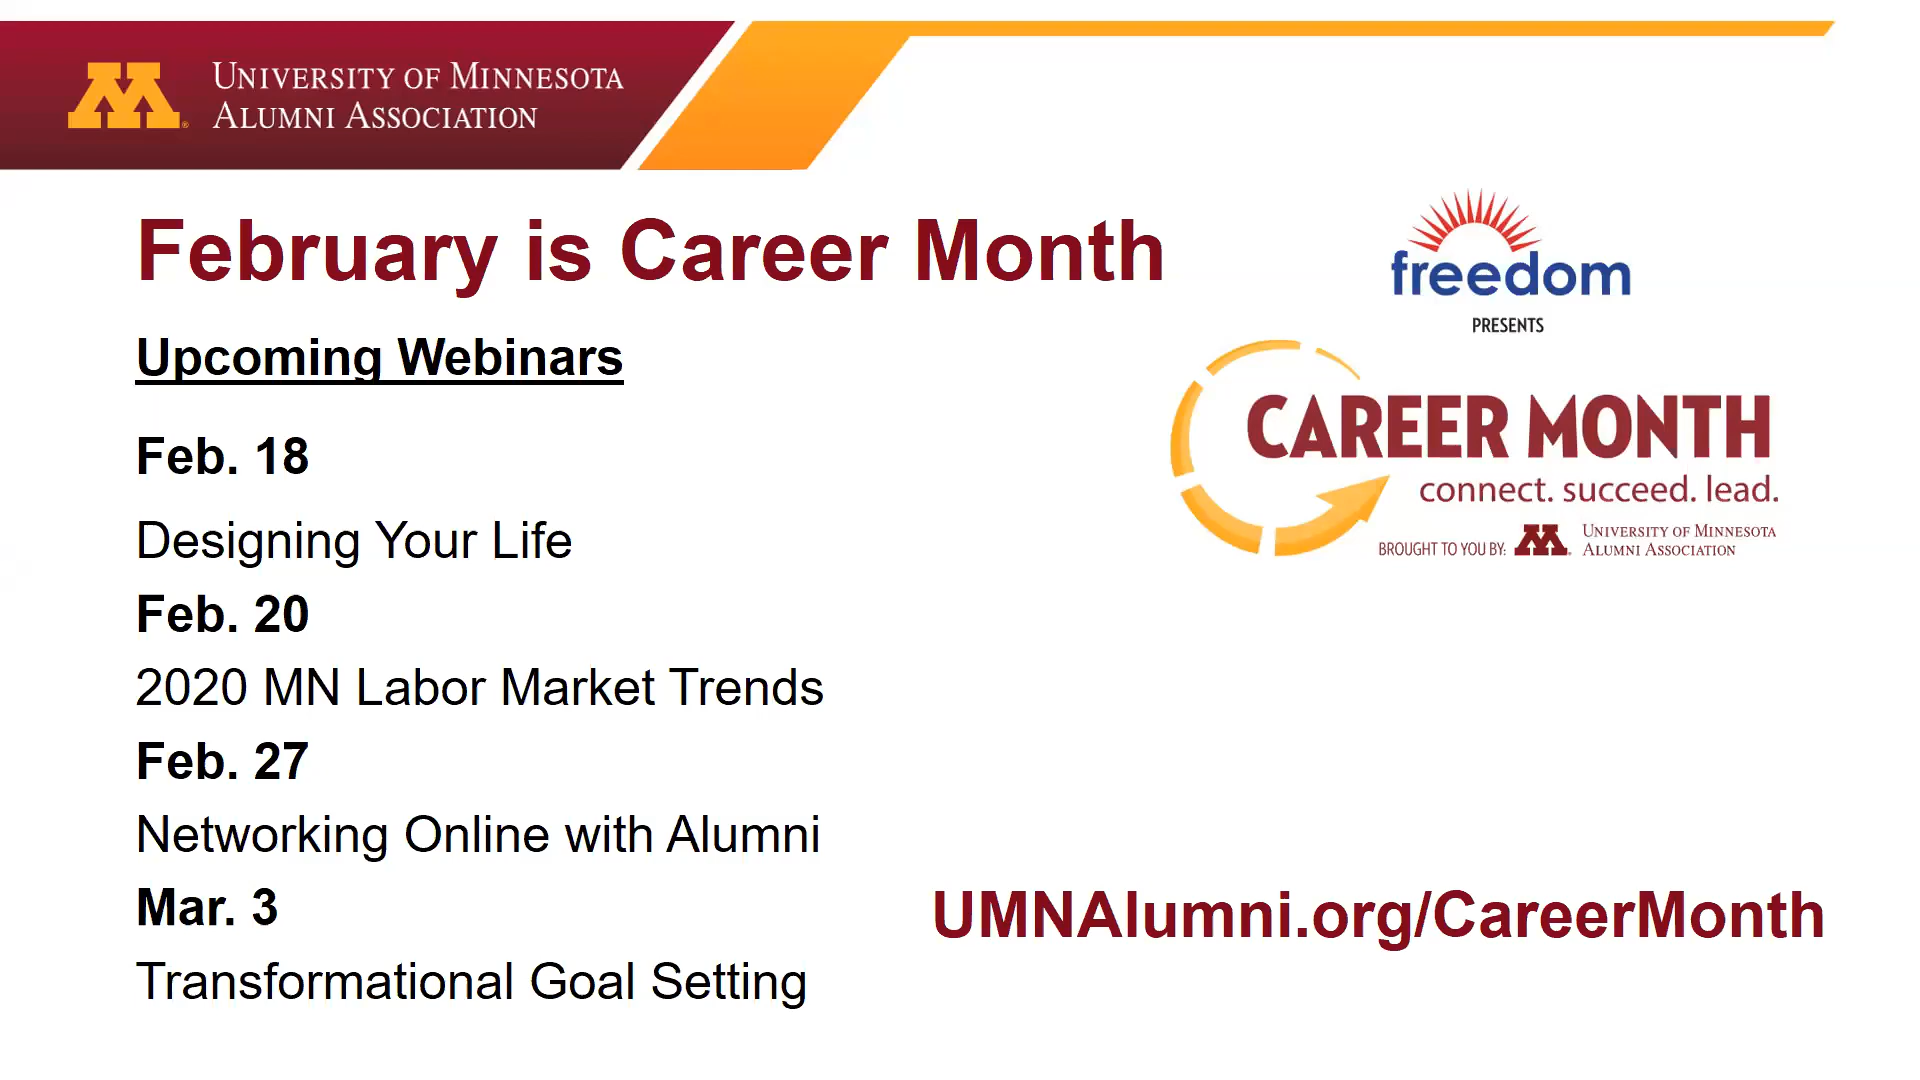 UNIVERSITY OF MINNESOTA
ALUMNI ASSOCIATION
February is Career Month
Upcoming Webinars
Feb. 18
Designing Your Life
Feb. 20
2020 MN Labor Market Trends
Feb. 27
Networking Online with Alumni
Mar. 3
Transformational Goal Setting
freedom
PRESENTS
CAREER MONTH
connect. succeed. lead.
BROUGHT TO YOU BY: M UNIVERSITY OF MINNESOTA
ALUMNI ASSOCIATION
UMNAlumni.org/CareerMonth